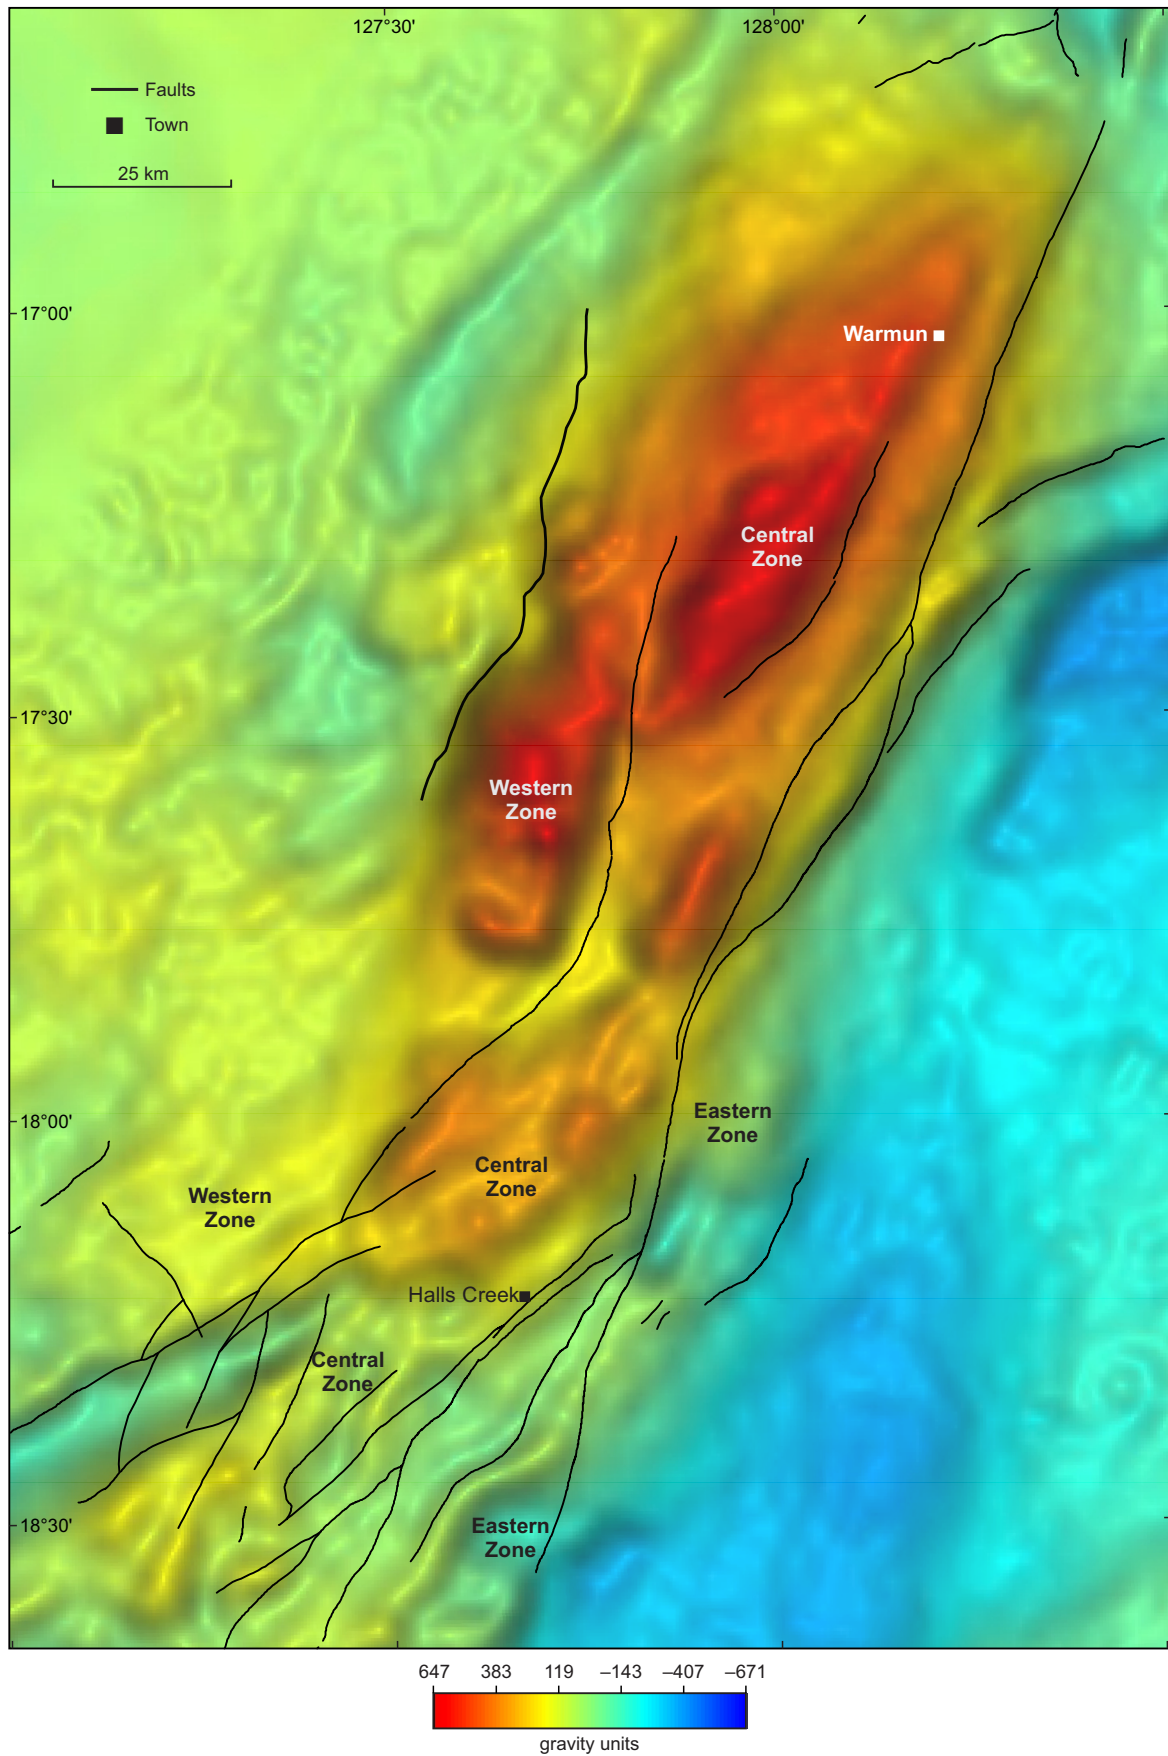 127°30'
128°00'
Faults
Town
25 km
17°00'
Warmun
Central
Zone
17°30'
Western
Zone
18°00'
Eastern
Zone
Central
Zone
Western
Zone
Halls Creek
Central
Zone
18°30'
Eastern
Zone
647 383 119 –143 –407 –671
gravity units